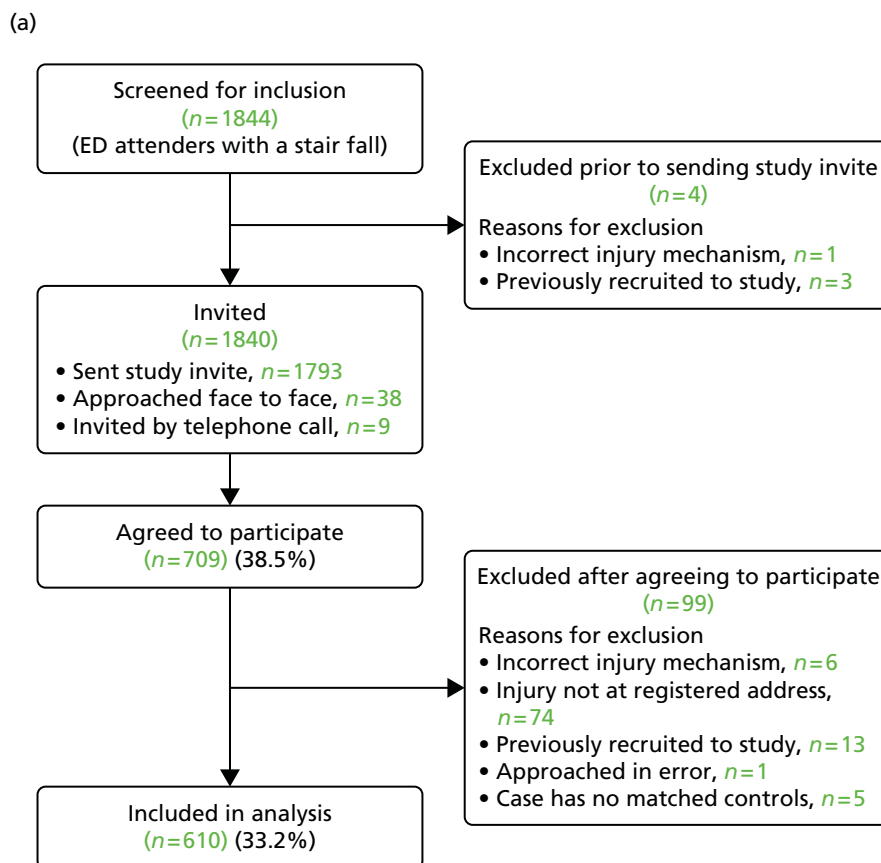 (a)
Screened for inclusion
(n=1844)
(ED attenders with a stair fall)
Excluded prior to sending study invite
(n=4)
Reasons for exclusion
• Incorrect injury mechanism, n=1
• Previously recruited to study, n=3
Invited
(n=1840)
• Sent study invite, n=1793
• Approached face to face, n=38
• Invited by telephone call, n=9
Agreed to participate
(n=709) (38.5%)
Excluded after agreeing to participate
(n=99)
Reasons for exclusion
• Incorrect injury mechanism, n=6
• Injury not at registered address,
n=74
• Previously recruited to study, n=13
• Approached in error, n=1
• Case has no matched controls, n=5
Included in analysis
(n=610) (33.2%)